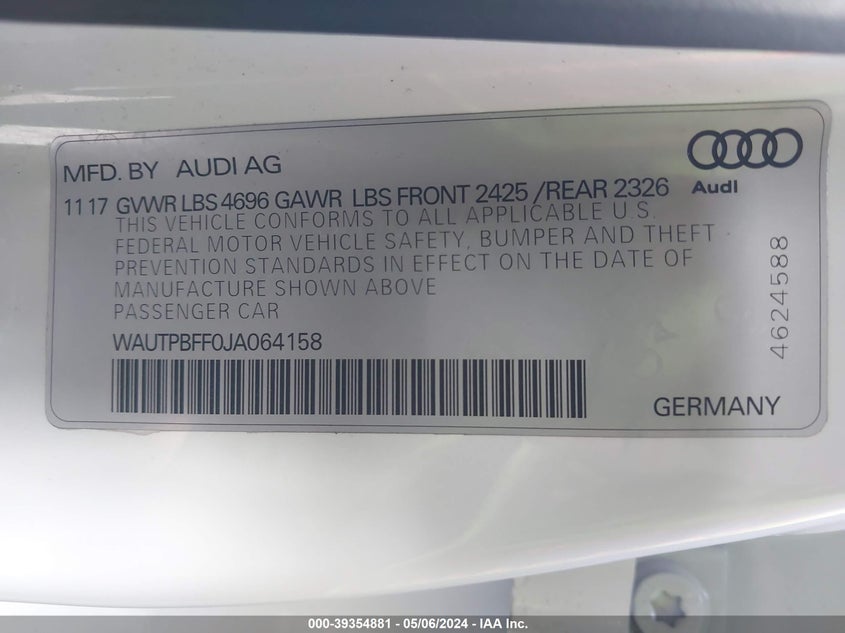 MFD. BY AUDI AG
Audi
11 17 GVWR LBS 4696 GAWR LBS FRONT 2425 /REAR 2326
THIS VEHICLE CONFORMS TO ALL APPLICABLE U.S.
FEDERAL MOTOR VEHICLE SAFETY, BUMPER AND THEFT
PREVENTION STANDARDS IN EFFECT ON THE DATE OF
MANUFACTURE SHOWN ABOVE
PASSENGER CAR
WAUTPBFF0JA064158
4624588
GERMANY
000-39354881 - 05/06/2024 - IAA Inc.